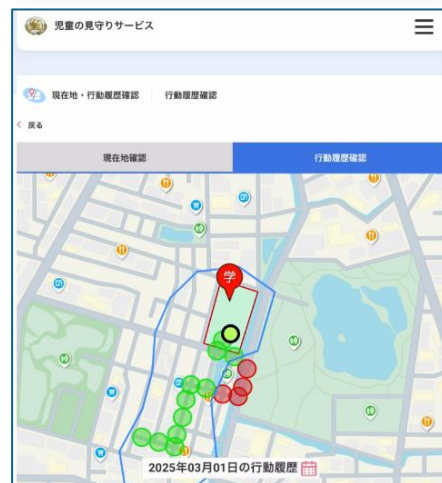 児童の見守りサービス
現在地・行動履歴確認
行動履歴確認
< 戻る
現在地確認
行動履歴確認
学
2025年03月01日の行動履歴